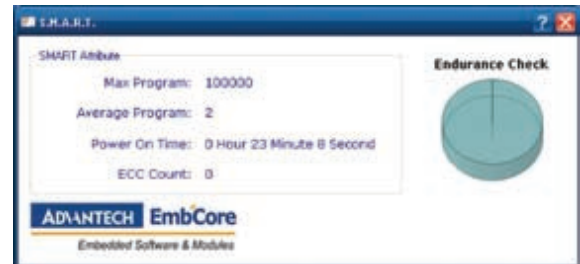 S.M.A.R.T.
SMART Attribute
Max Program: 100000
Average Program: 2
Power On Time: 0 Hour 23 Minute 8 Second
ECC Count: 0
Endurance Check
ADVANTECH EmbCore
Embedded Software & Modules